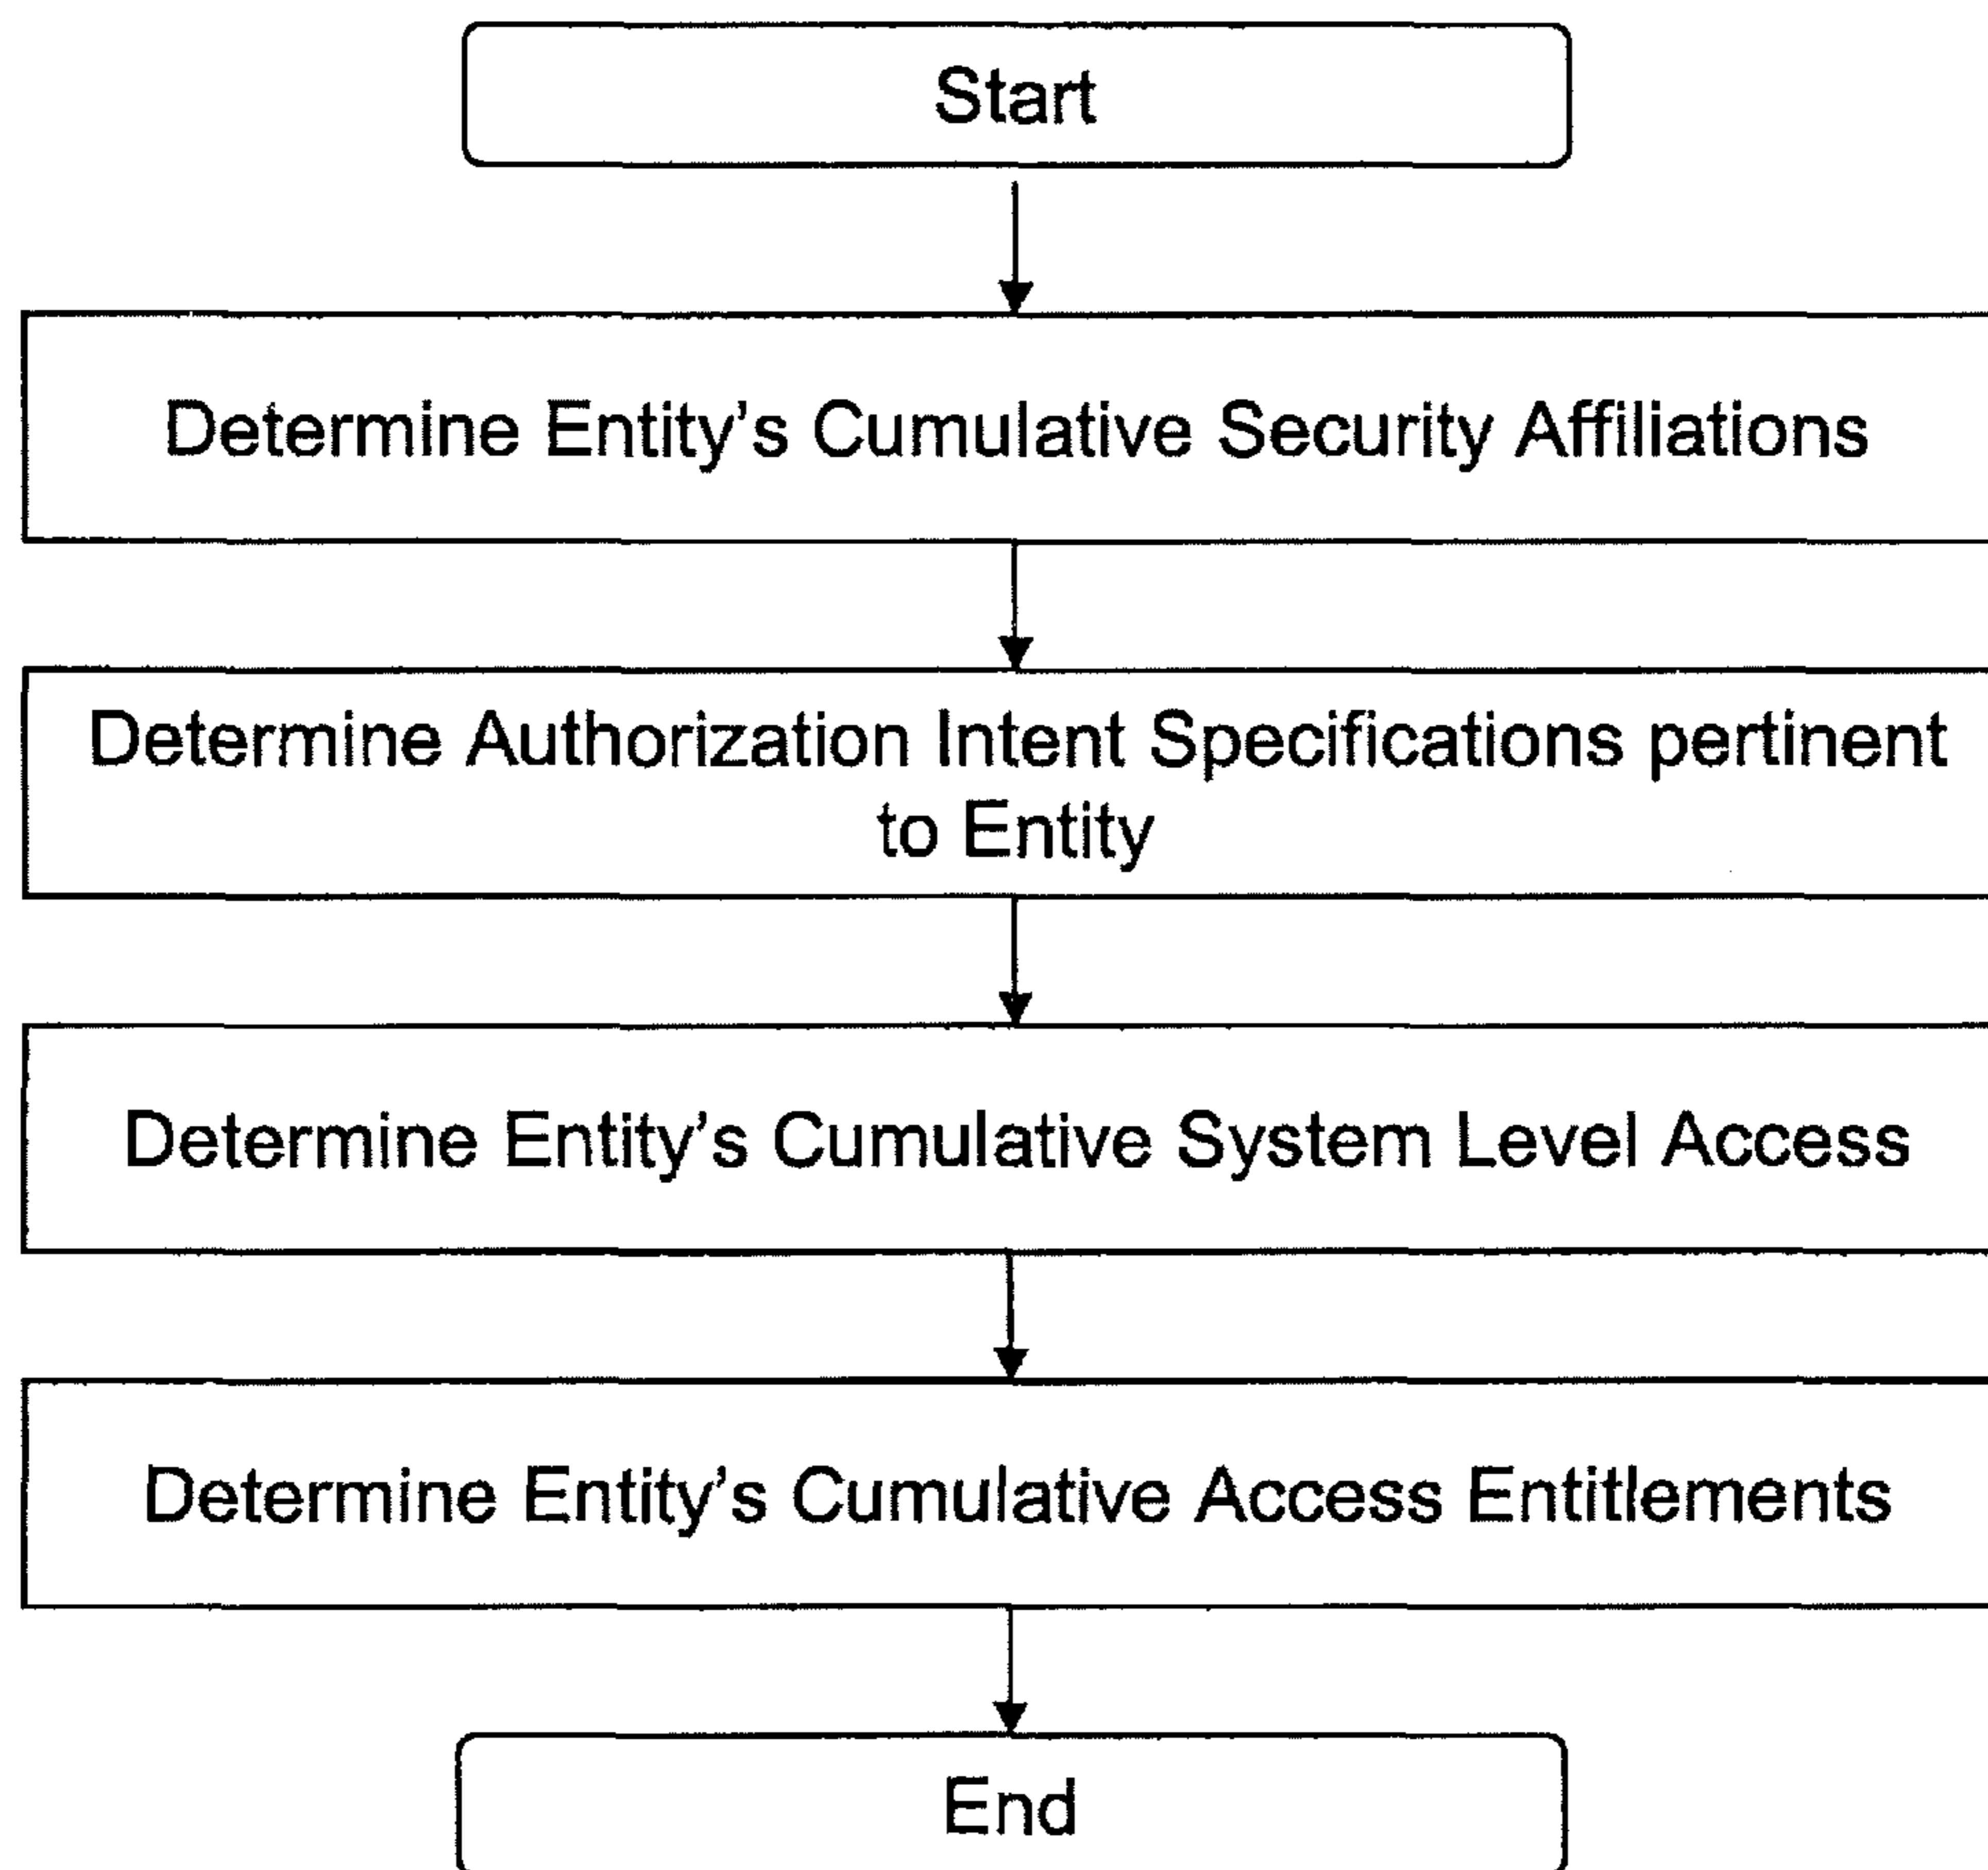 Start
Determine Entity's Cumulative Security Affiliations
Determine Authorization Intent Specifications pertinent
to Entity
Determine Entity's Cumulative System Level Access
Determine Entity's Cumulative Access Entitlements
End